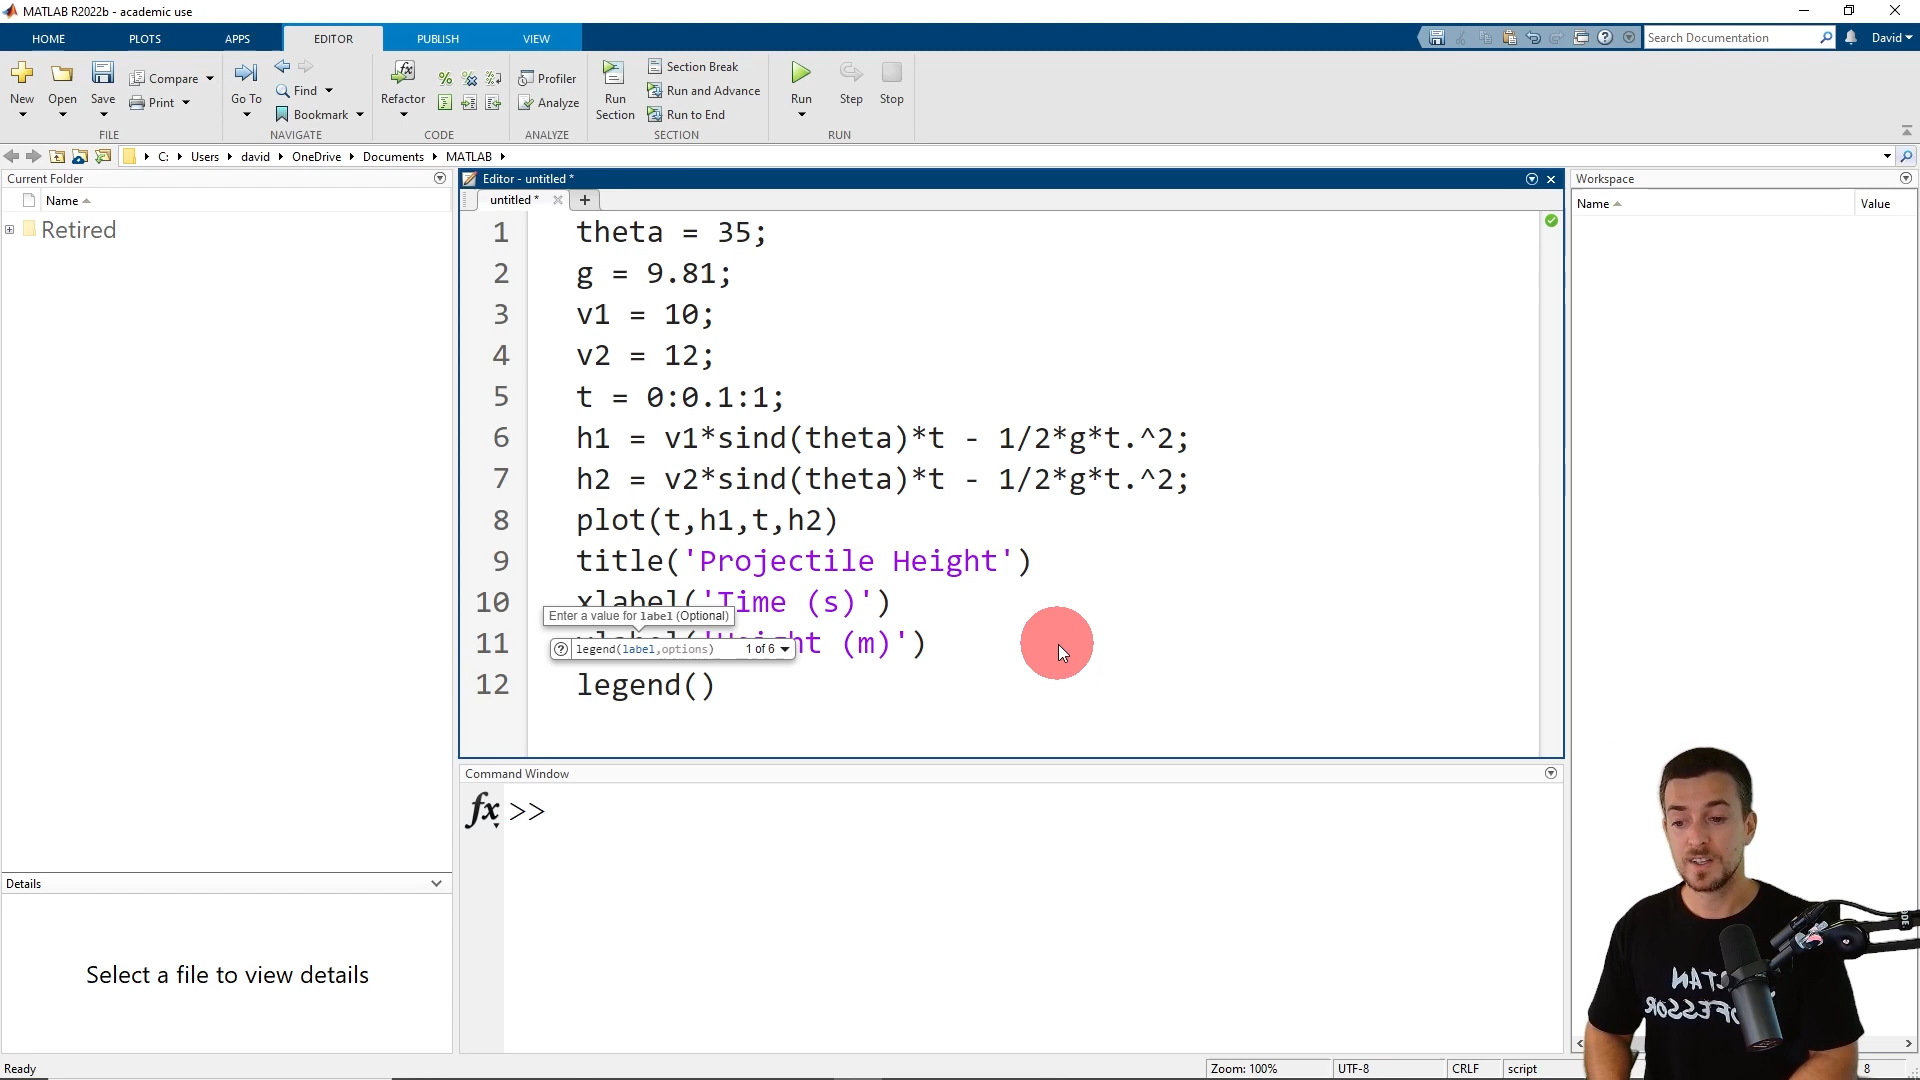 MATLAB R2022b - academic use
HOME PLOTS APPS EDITOR PUBLISH VIEW
Search Documentation David
New Open Save Compare Print
Go To Find Bookmark
Refactor Profiler Analyze
Run Section Section Break Run and Advance Run to End
Run Step Stop
FILE NAVIGATE CODE ANALYZE SECTION RUN
C: Users david OneDrive Documents MATLAB
Current Folder
Name
Retired
Details
Select a file to view details
Editor - untitled *
untitled *
1 theta = 35;
2 g = 9.81;
3 v1 = 10;
4 v2 = 12;
5 t = 0:0.1:1;
6 h1 = v1*sind(theta)*t - 1/2*g*t.^2;
7 h2 = v2*sind(theta)*t - 1/2*g*t.^2;
8 plot(t,h1,t,h2)
9 title('Projectile Height')
10 xlabel('Time (s)')
Enter a value for label (Optional)
11 ht (m)')
legend(label,options) 1 of 6
12 legend()
Command Window
fx >>
Workspace
Name Value
Ready
Zoom: 100% UTF-8 CRLF script 8